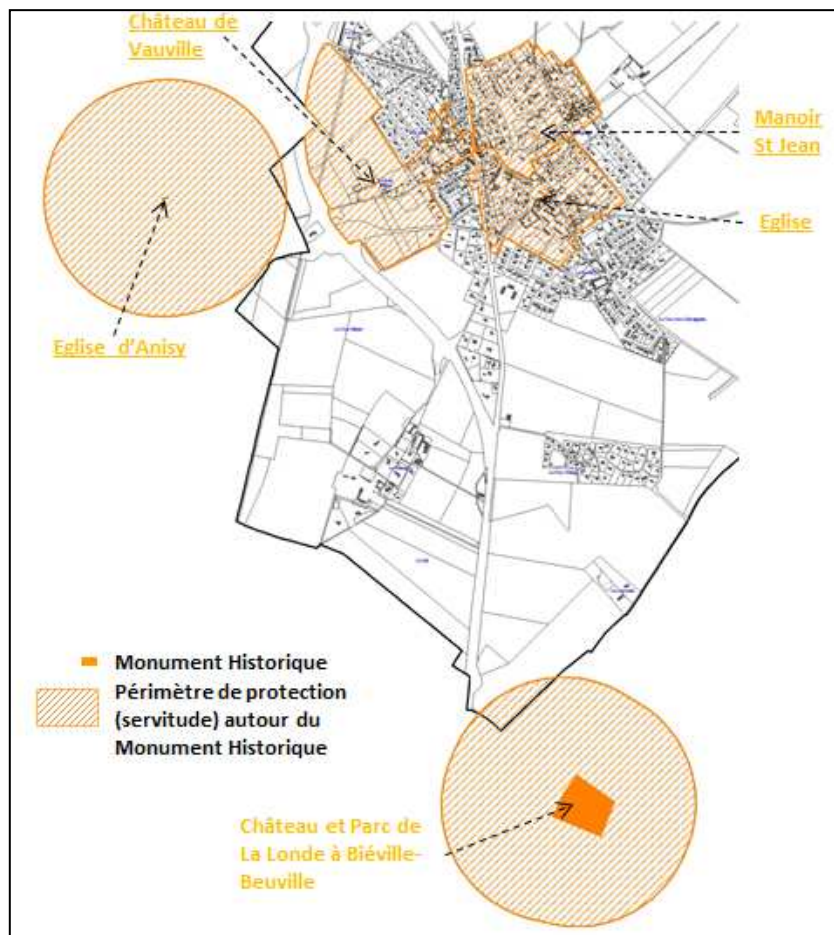 Château de
Vauville
Manoir
St Jean
Eglise
Eglise d'Anisy
Monument Historique
Périmètre de protection
(servitude) autour du
Monument Historique
Château et Parc de
La Londe à Biéville-
Beuville